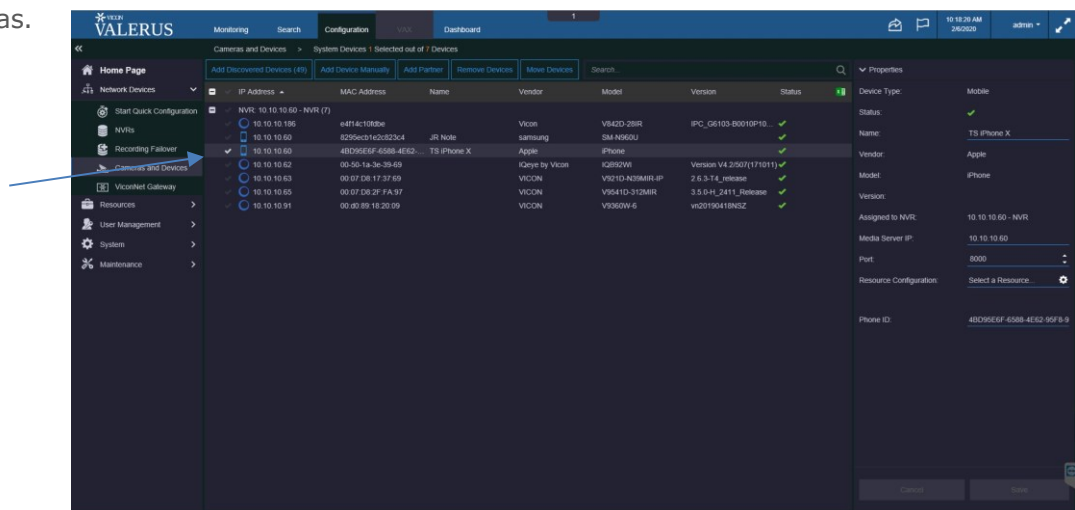 as.
VICON
VALERUS
Monitoring Search Configuration VAX Dashboard
1
10:18:28 AM
2/6/2020
admin
Cameras and Devices > System Devices 1 Selected out of 7 Devices
Home Page
Network Devices
Start Quick Configuration
NVRs
Recording Failover
Cameras and Devices
ViconNet Gateway
Resources
User Management
System
Maintenance
Add Discovered Devices (49) Add Device Manually Add Partner Remove Devices Move Devices Search...
IP Address MAC Address Name Vendor Model Version Status
NVR: 10.10.10.60 - NVR (7)
10.10.10.186 e4f14c10fdbe Vicon V842D-28IR IPC_G6103-B0010P10...
10.10.10.60 8295ecb1e2c823c4 JR Note samsung SM-N960U
10.10.10.60 4BD95E6F-6588-4E62-... TS iPhone X Apple iPhone
10.10.10.62 00-50-1a-3e-39-69 IQeye by Vicon IQB92WI Version V4.2/507(171011)
10.10.10.63 00:07:D8:17:37:69 VICON V921D-N39MIR-IP 2.6.3-T4_release
10.10.10.65 00:07:D8:2F:FA:97 VICON V9541D-312MIR 3.5.0-H_2411_Release
10.10.10.91 00:d0:89:18:20:09 VICON V9360W-6 vn20190418NSZ
Properties
Device Type: Mobile
Status:
Name: TS iPhone X
Vendor: Apple
Model: iPhone
Version:
Assigned to NVR: 10.10.10.60 - NVR
Media Server IP: 10.10.10.60
Port: 8000
Resource Configuration: Select a Resource...
Phone ID: 4BD95E6F-6588-4E62-95F8-9
Cancel Save